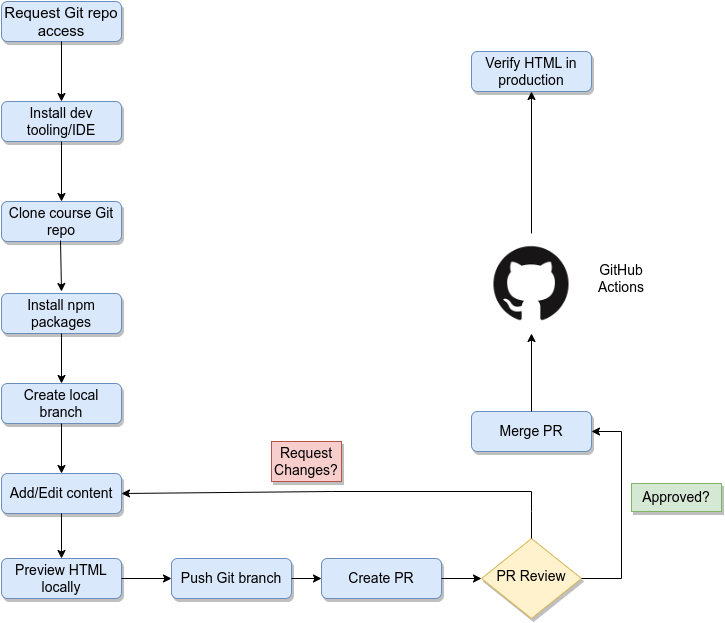 Request Git repo
access
Install dev
tooling/IDE
Clone course Git
repo
Install npm
packages
Create local
branch
Add/Edit content
Preview HTML
locally
Push Git branch
Create PR
PR Review
Request
Changes?
Approved?
Merge PR
GitHub
Actions
Verify HTML in
production